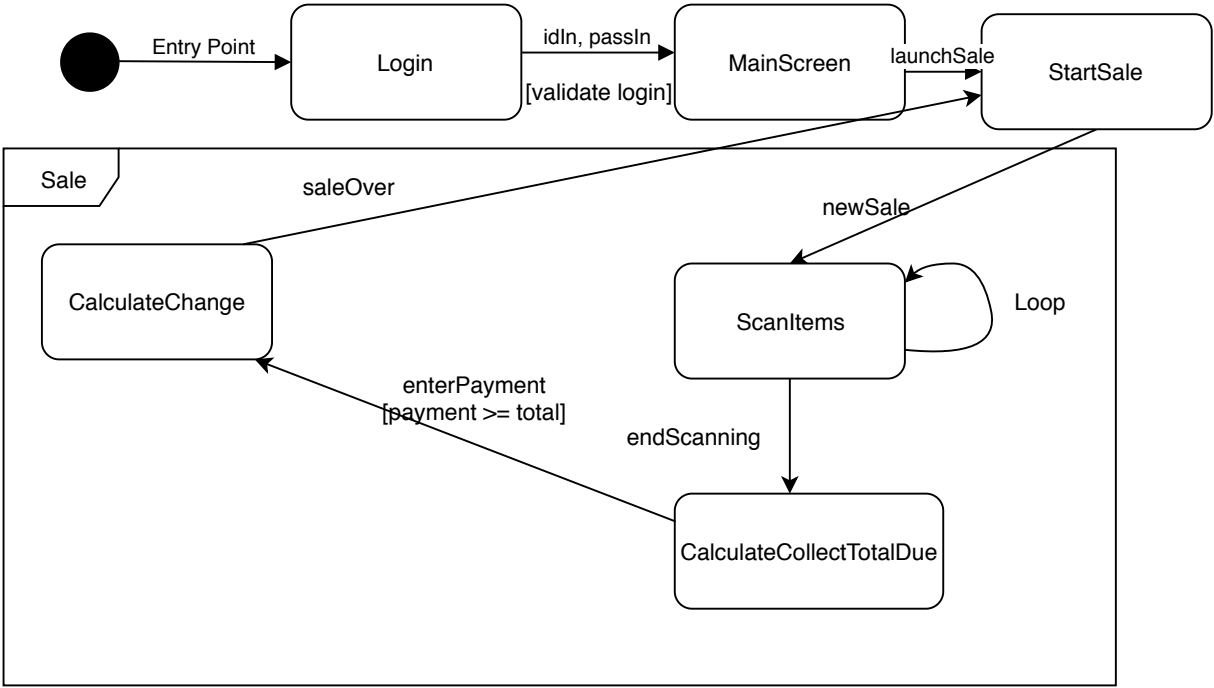 Entry Point
Login
idIn, passIn
[validate login]
MainScreen
launchSale
StartSale
Sale
saleOver
newSale
CalculateChange
ScanItems
Loop
enterPayment
[payment >= total]
endScanning
CalculateCollectTotalDue